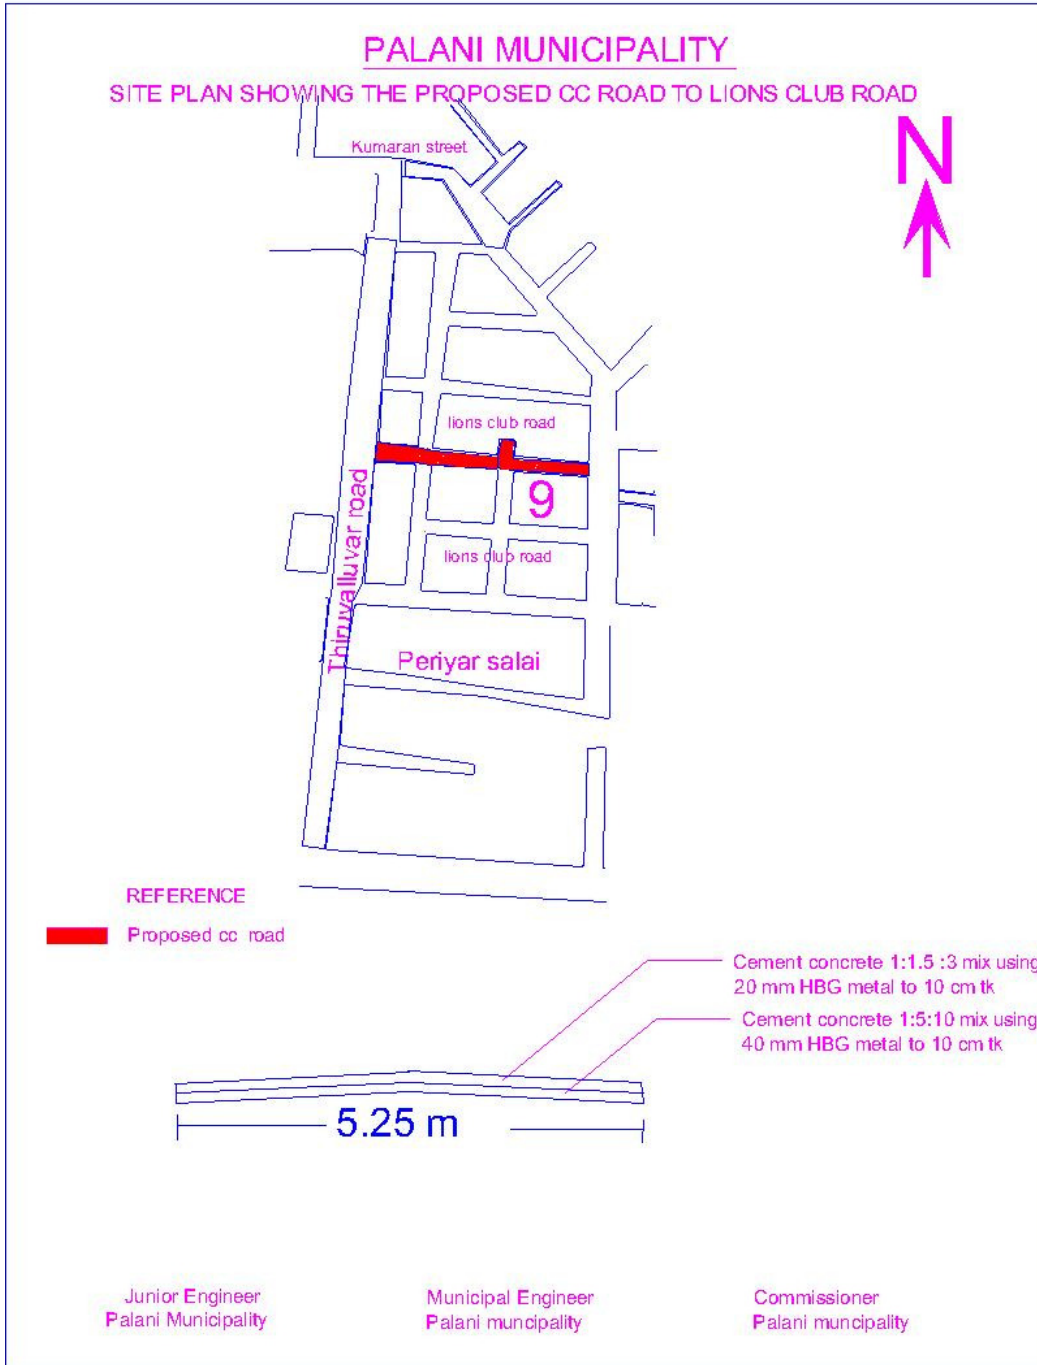 PALANI MUNICIPALITY
SITE PLAN SHOWING THE PROPOSED CC ROAD TO LIONS CLUB ROAD
N
Kumaran street
lions club road
9
Thiruvalluvar road
lions club road
Periyar salai
REFERENCE
Proposed cc road
Cement concrete 1:1.5 :3 mix using
20 mm HBG metal to 10 cm tk
Cement concrete 1:5:10 mix using
40 mm HBG metal to 10 cm tk
5.25 m
Junior Engineer
Palani Municipality
Municipal Engineer
Palani muncipality
Commissioner
Palani muncipality